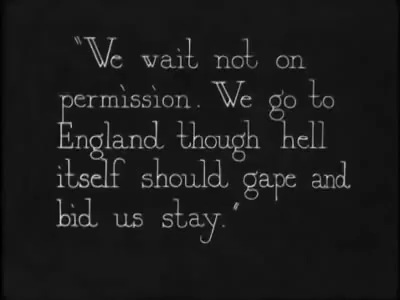 "We wait not on
permission. We go to
England though hell
itself should gape and
bid us stay."